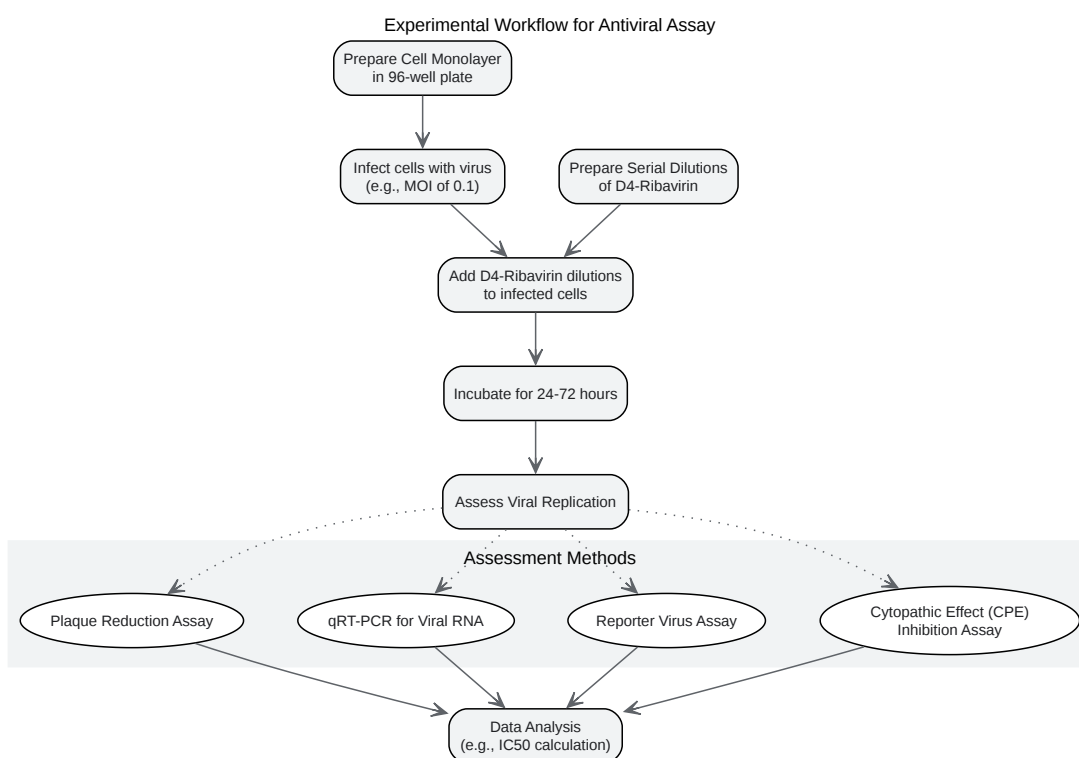 Experimental Workflow for Antiviral Assay
Prepare Cell Monolayer
in 96-well plate
Infect cells with virus
(e.g., MOI of 0.1)
Prepare Serial Dilutions
of D4-Ribavirin
Add D4-Ribavirin dilutions
to infected cells
Incubate for 24-72 hours
Assess Viral Replication
Assessment Methods
Plaque Reduction Assay
qRT-PCR for Viral RNA
Reporter Virus Assay
Cytopathic Effect (CPE)
Inhibition Assay
Data Analysis
(e.g., IC50 calculation)